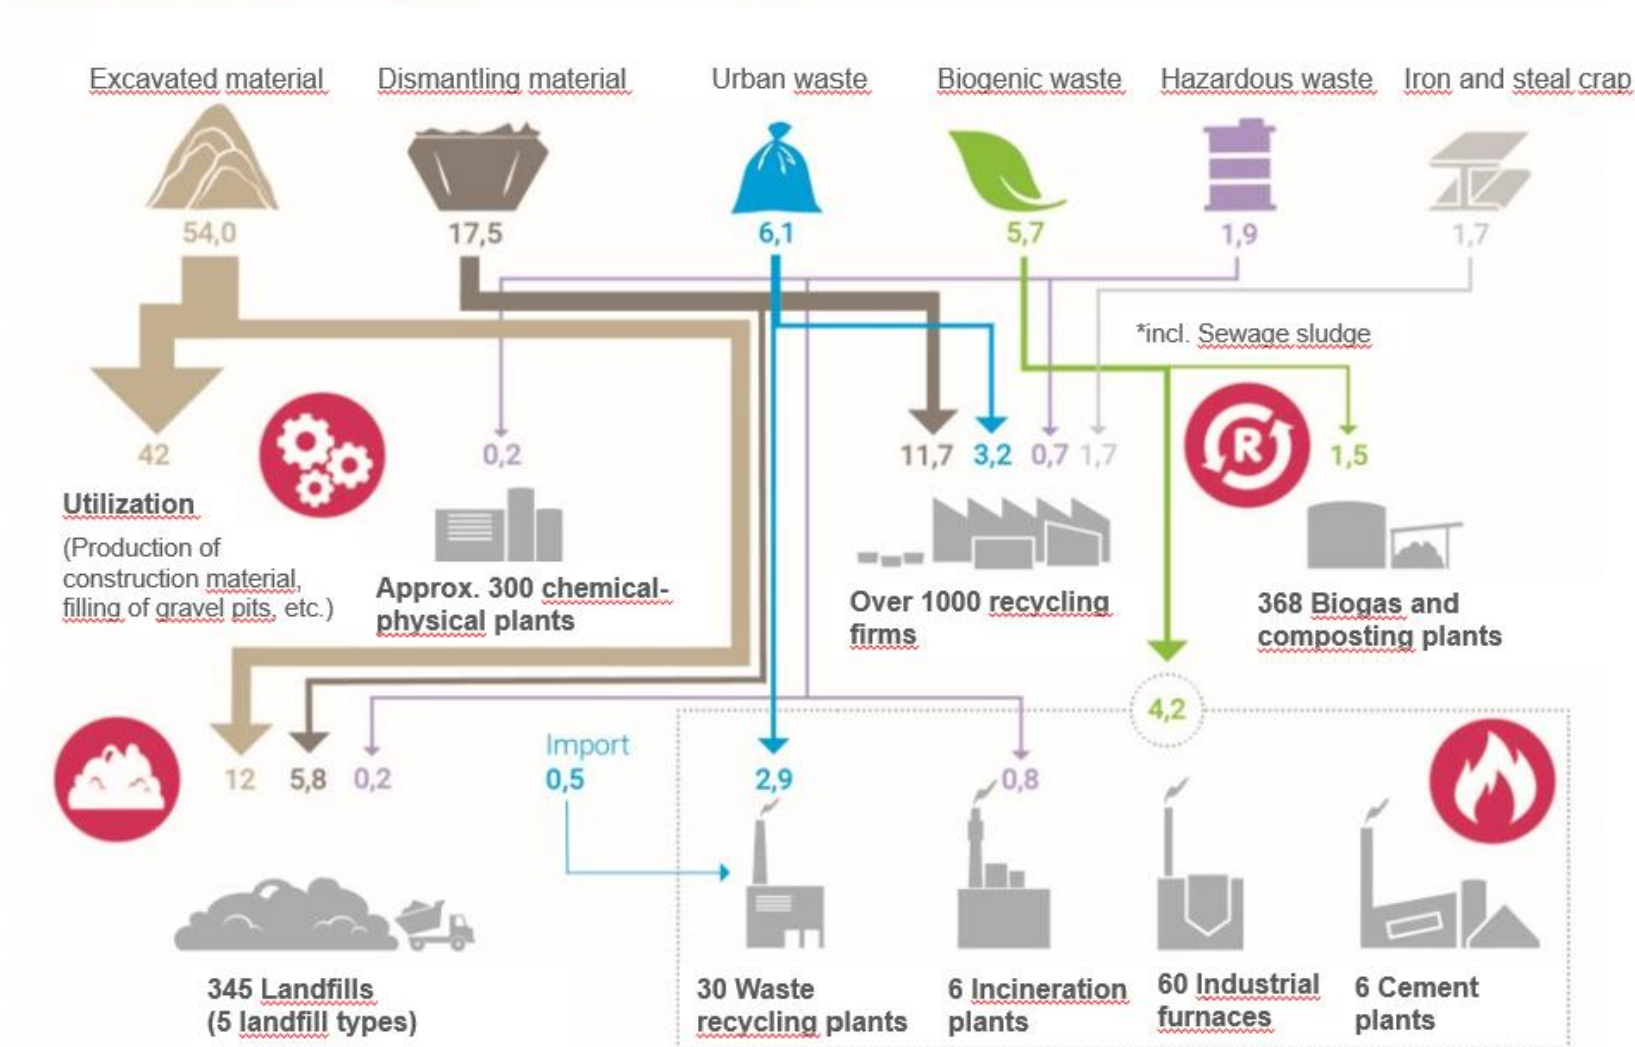 Excavated material
Dismantling material
Urban waste
Biogenic waste
Hazardous waste
Iron and steal crap
54,0
17,5
6,1
5,7
1,9
1,7
*incl. Sewage sludge
42
0,2
11,7
3,2
0,7
1,7
R
1,5
Utilization
(Production of
construction material,
filling of gravel pits, etc.)
Approx. 300 chemical-
physical plants
Over 1000 recycling
firms
368 Biogas and
composting plants
4,2
12
5,8
0,2
Import
0,5
2,9
0,8
345 Landfills
(5 landfill types)
30 Waste
recycling plants
6 Incineration
plants
60 Industrial
furnaces
6 Cement
plants